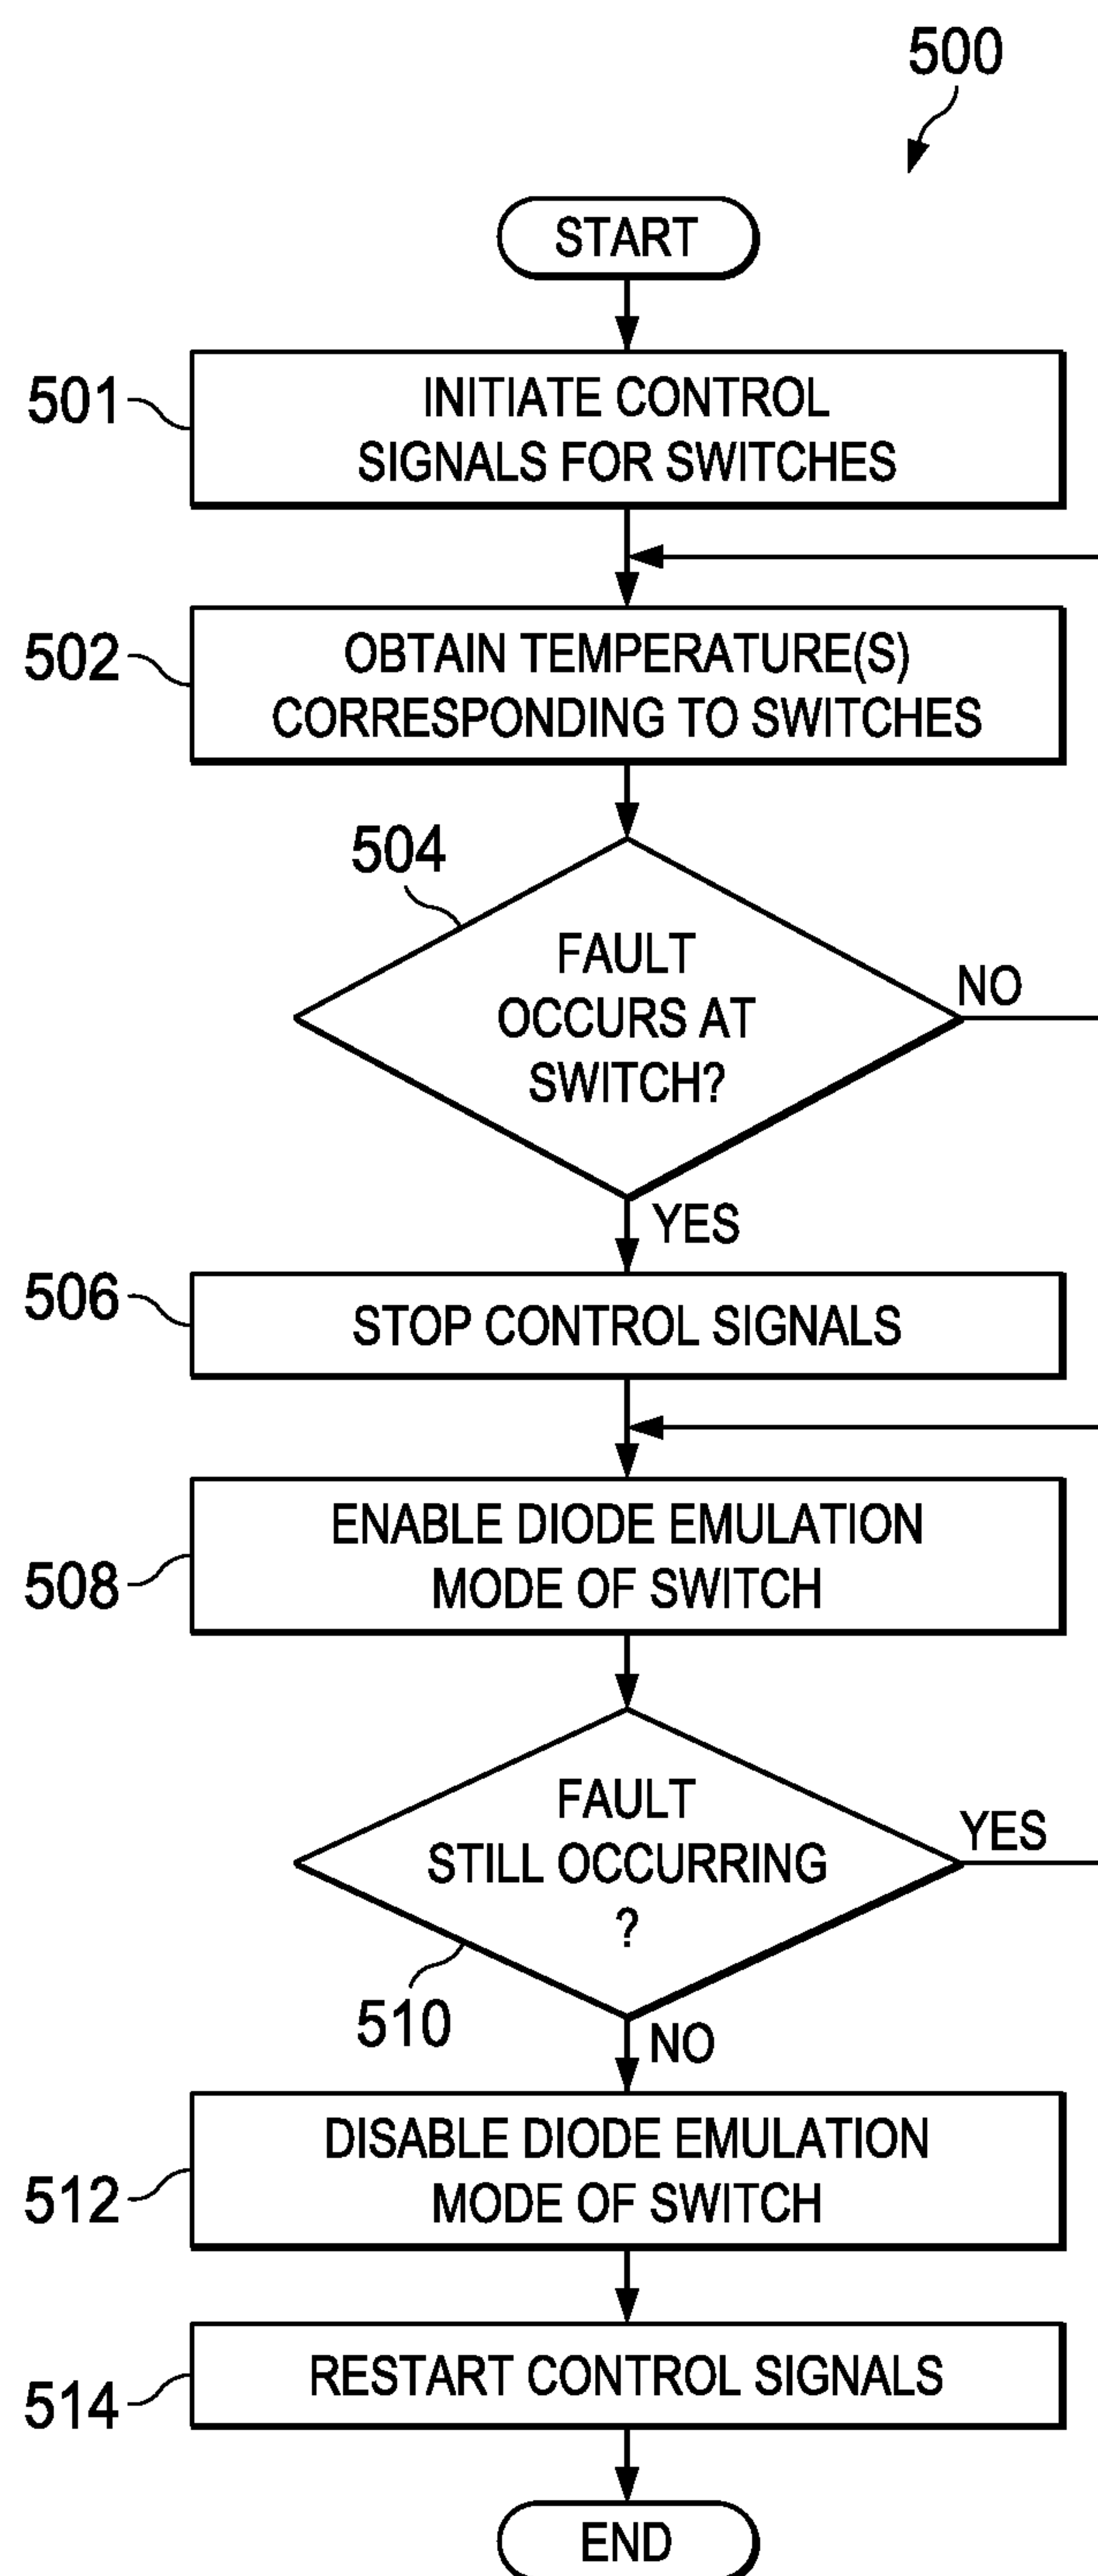 500
START
501
INITIATE CONTROL
SIGNALS FOR SWITCHES
502
OBTAIN TEMPERATURE(S)
CORRESPONDING TO SWITCHES
504
FAULT
OCCURS AT
SWITCH?
NO
YES
506
STOP CONTROL SIGNALS
508
ENABLE DIODE EMULATION
MODE OF SWITCH
FAULT
STILL OCCURRING
?
YES
510
NO
512
DISABLE DIODE EMULATION
MODE OF SWITCH
514
RESTART CONTROL SIGNALS
END